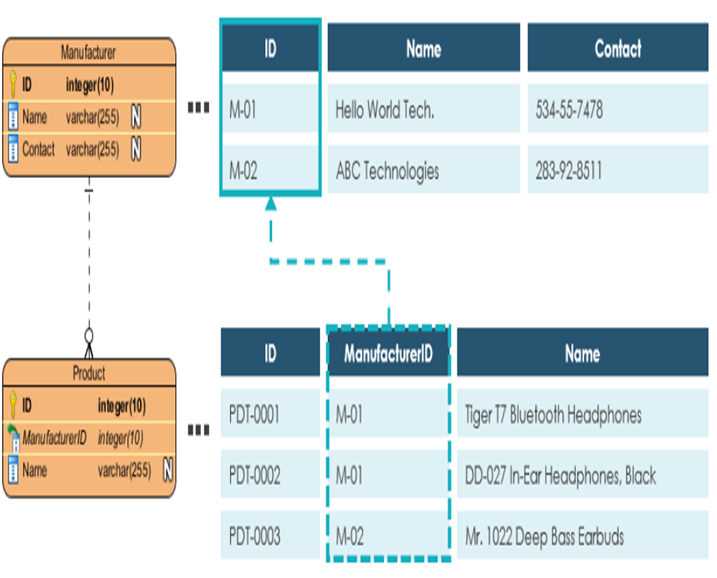 Manufacturer
ID integer(10)
Name varchar(255) N
Contact varchar(255) N
ID Name Contact
M-01 Hello World Tech. 534-55-7478
M-02 ABC Technologies 283-92-8511
Product
ID integer(10)
ManufacturerID integer(10)
Name varchar(255) N
ID ManufacturerID Name
PDT-0001 M-01 Tiger T7 Bluetooth Headphones
PDT-0002 M-01 DD-027 In-Ear Headphones, Black
PDT-0003 M-02 Mr. 1022 Deep Bass Earbuds